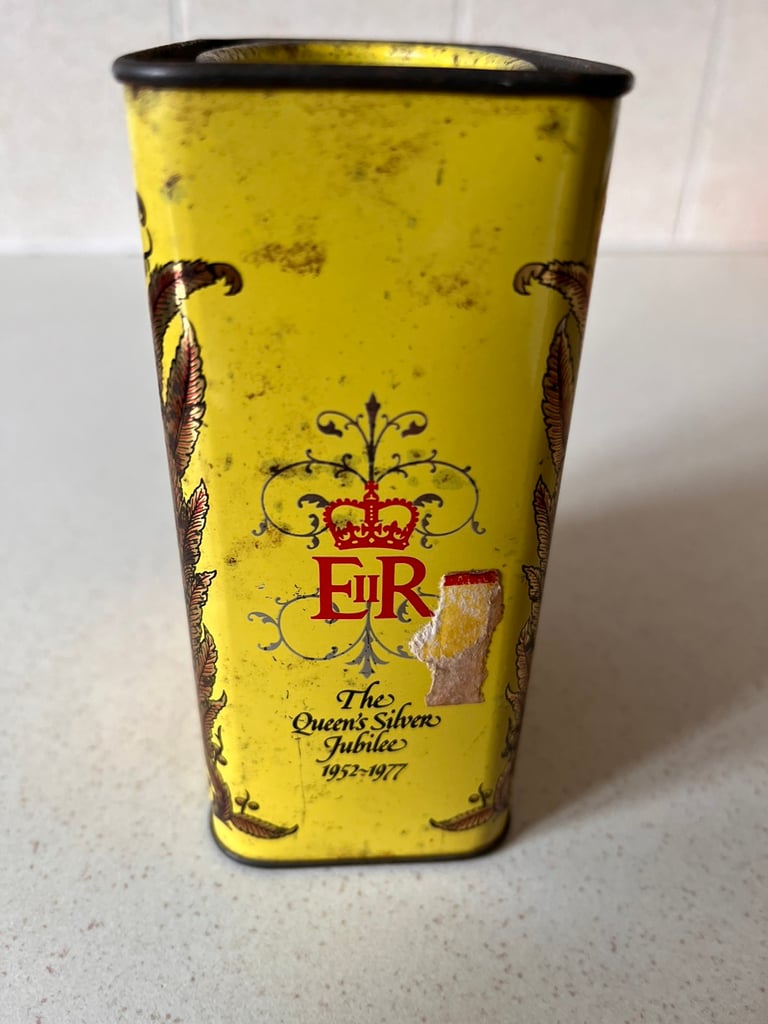 EIIR
The
Queen's Silver
Jubilee
1952~1977